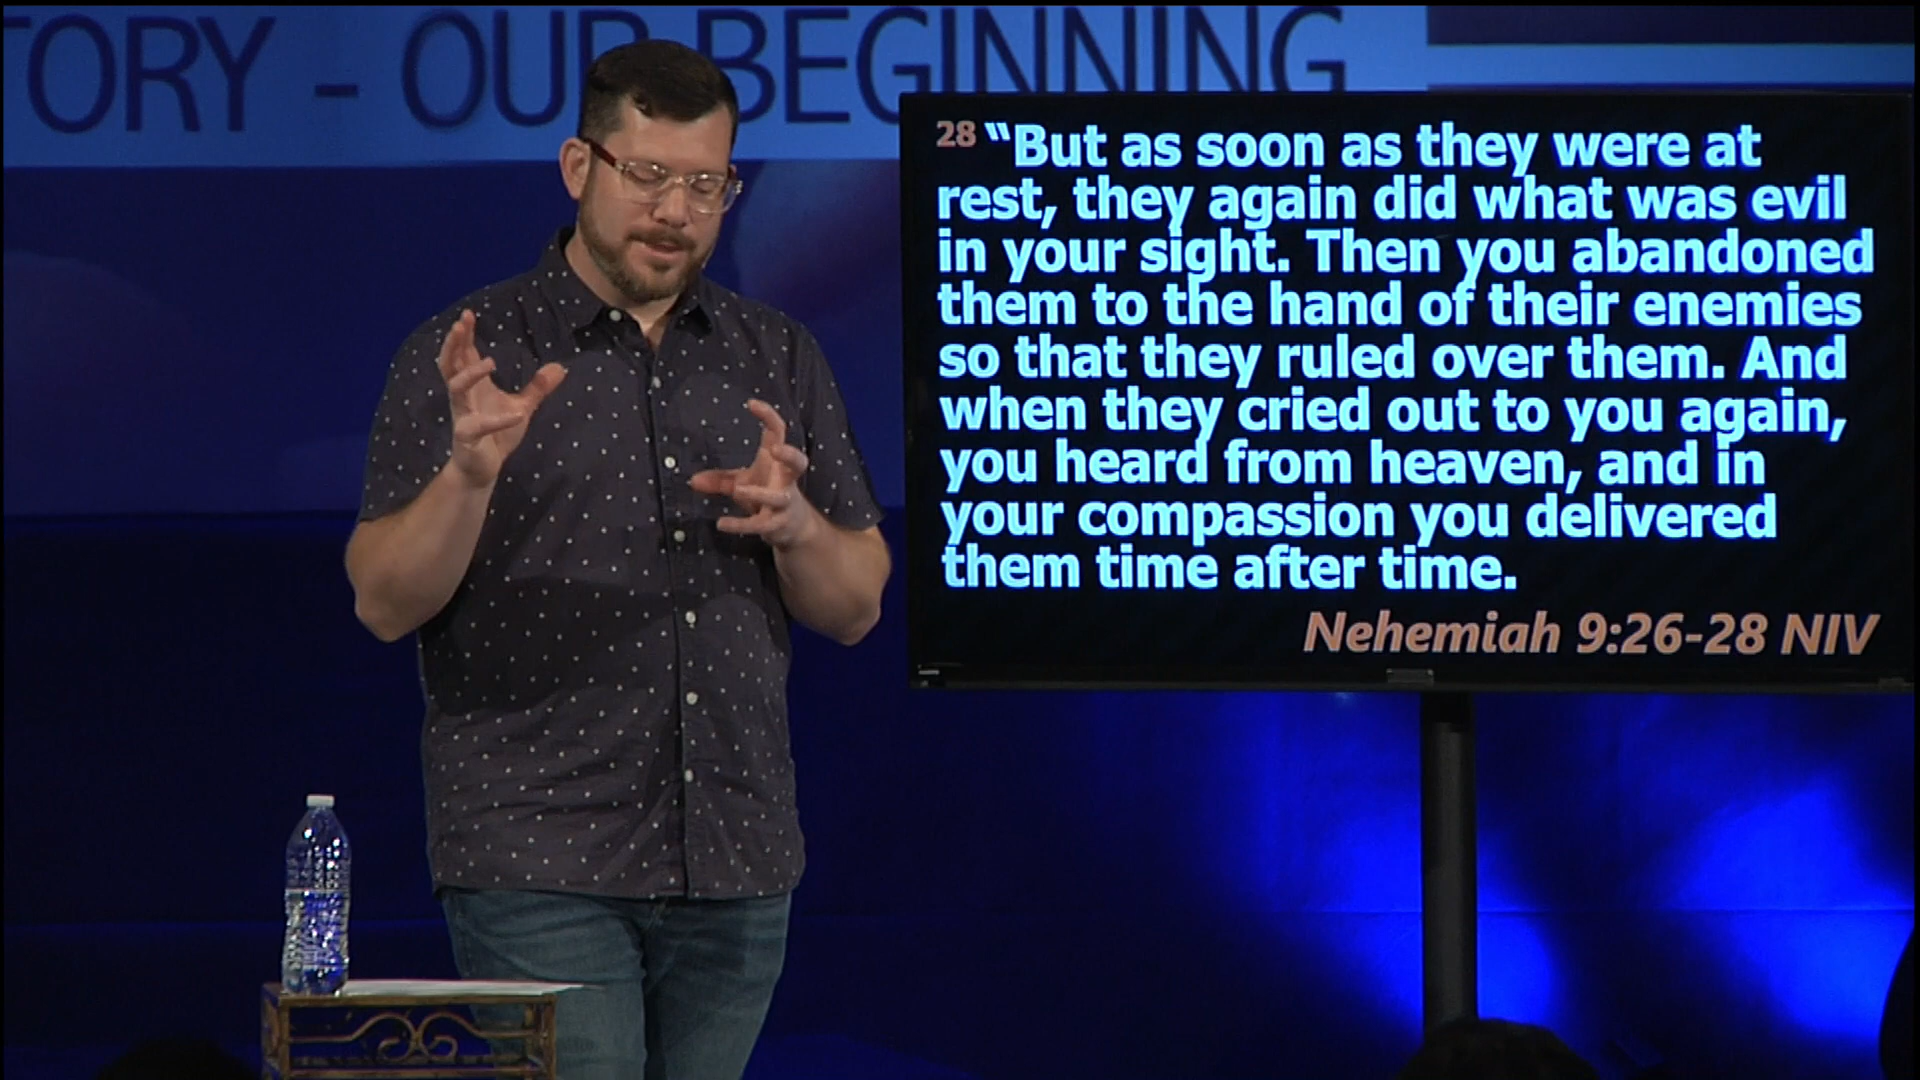 TORY - OUR BEGINNING
28 “But as soon as they were at
rest, they again did what was evil
in your sight. Then you abandoned
them to the hand of their enemies
so that they ruled over them. And
when they cried out to you again,
you heard from heaven, and in
your compassion you delivered
them time after time.
Nehemiah 9:26-28 NIV